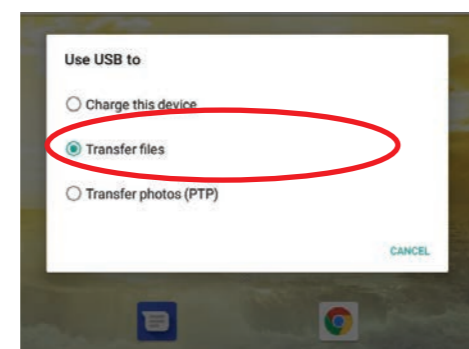 Use USB to
Charge this device
Transfer files
Transfer photos (PTP)
CANCEL